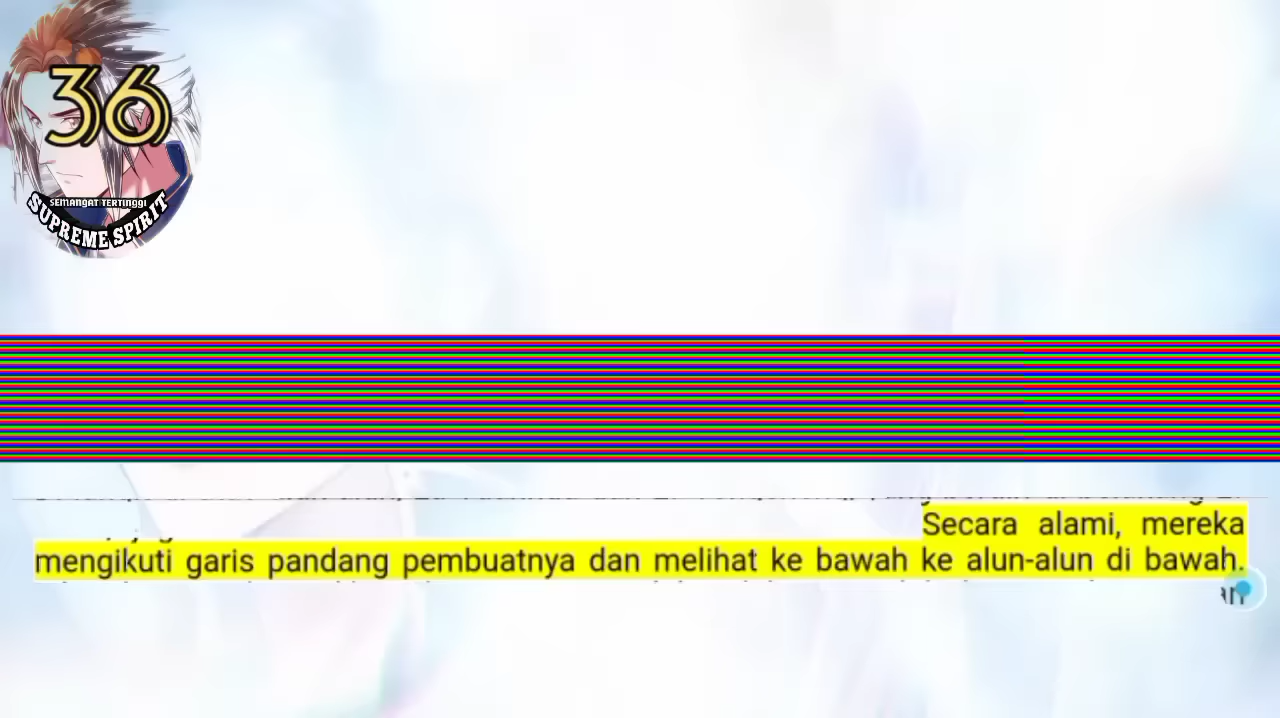 36
SEMANGAT TERTINGGI
SUPREME SPIRIT
Secara alami, mereka
mengikuti garis pandang pembuatnya dan melihat ke bawah ke alun-alun di bawah.